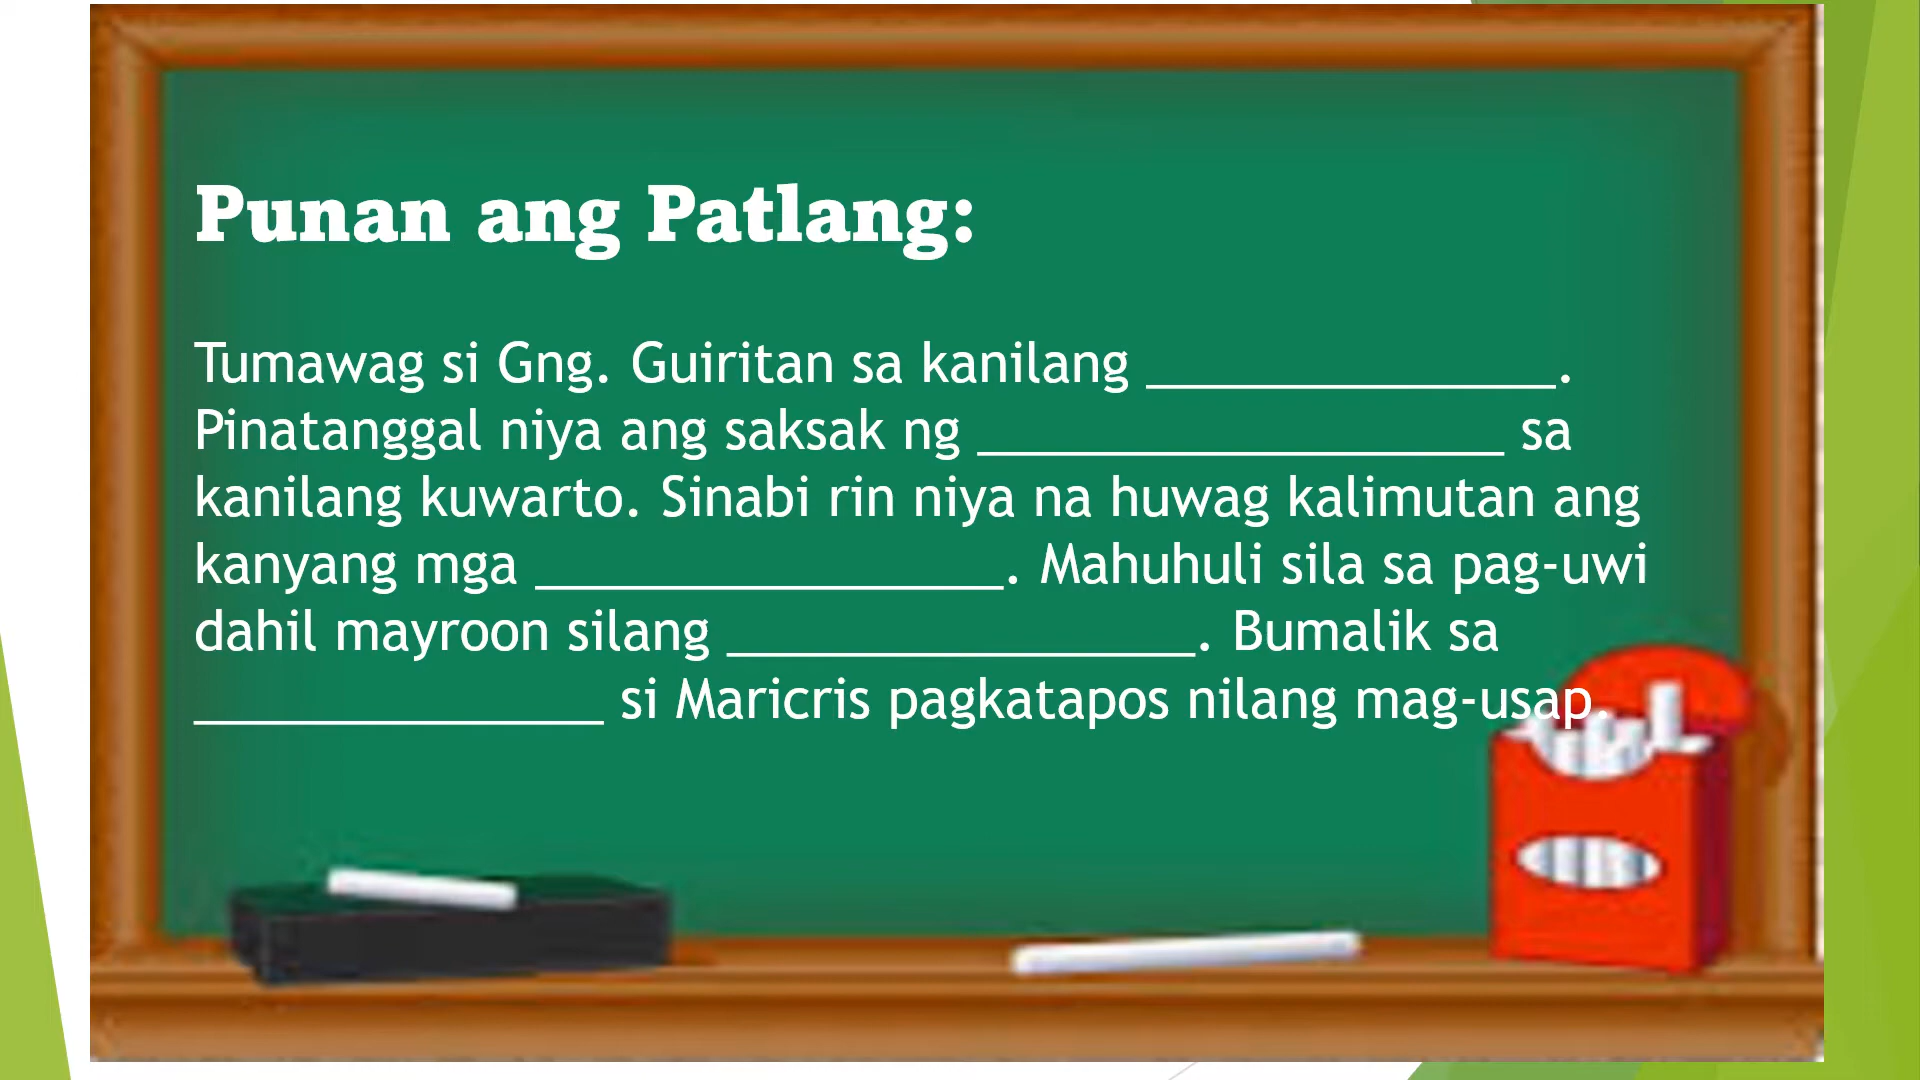 Punan ang Patlang:
Tumawag si Gng. Guiritan sa kanilang ______________.
Pinatanggal niya ang saksak ng __________________ sa
kanilang kuwarto. Sinabi rin niya na huwag kalimutan ang
kanyang mga ________________. Mahuhuli sila sa pag-uwi
dahil mayroon silang ________________. Bumalik sa
______________ si Maricris pagkatapos nilang mag-usap.